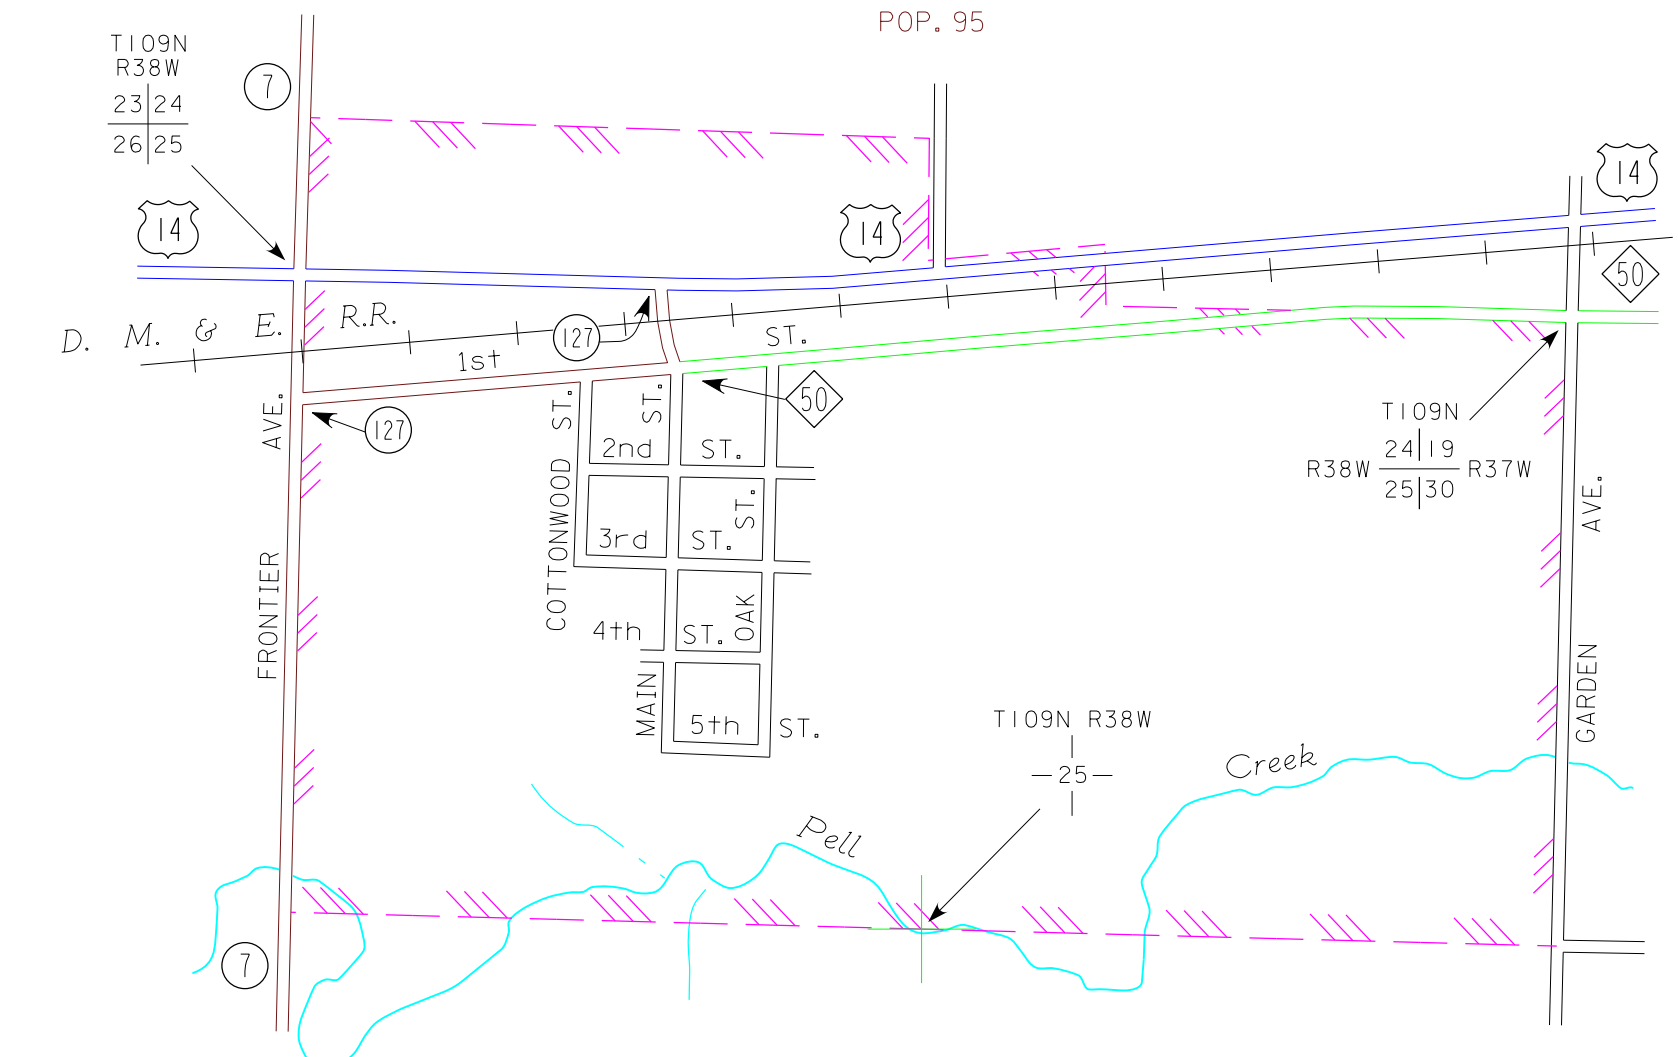 POP. 95
T109N
R38W
23 24
26 25
7
14
14
14
50
D. M. & E. R.R.
127
1st ST.
50
127
FRONTIER AVE.
COTTONWOOD ST.
MAIN ST.
OAK ST.
2nd ST.
3rd ST.
4th ST.
5th ST.
T109N
24 19
R38W R37W
25 30
GARDEN AVE.
T109N R38W
25
Pell Creek
7